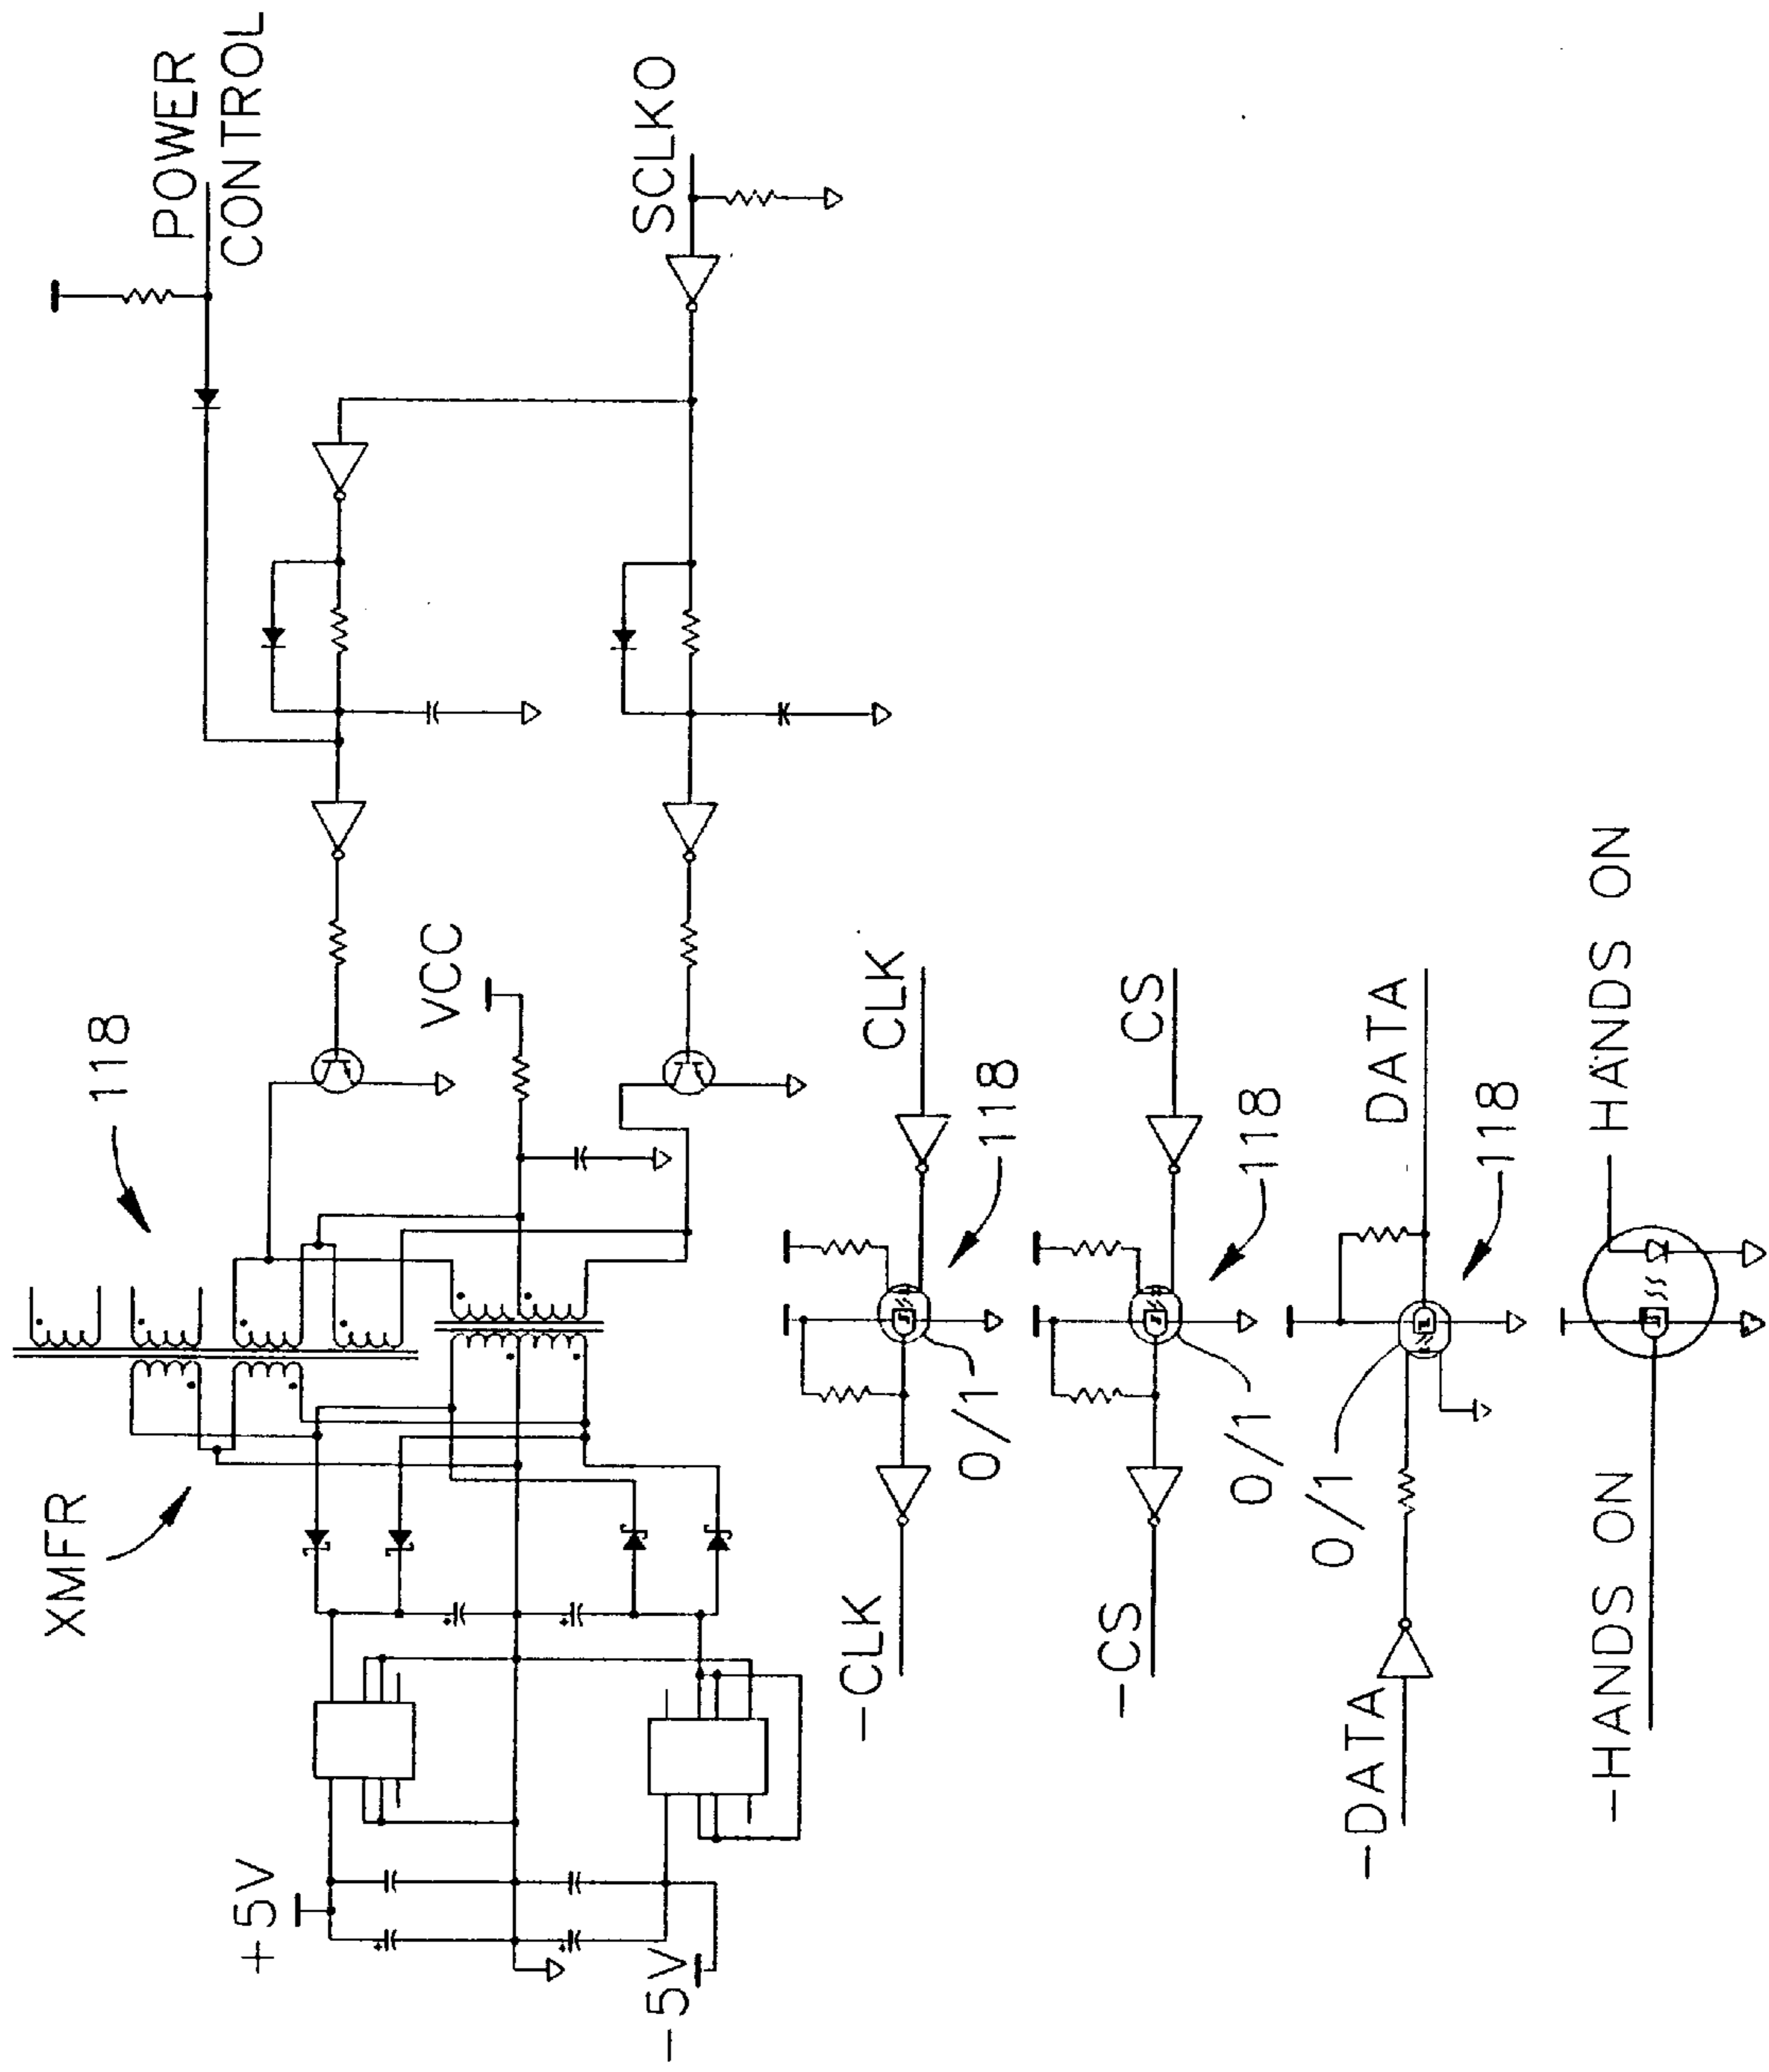 POWER
CONTROL
SCLKO
118
VCC
XMFR
+5V
-5V
CLK
118
0/1
-CLK
CS
118
0/1
-CS
DATA
118
0/1
-DATA
HANDS ON
-HANDS ON